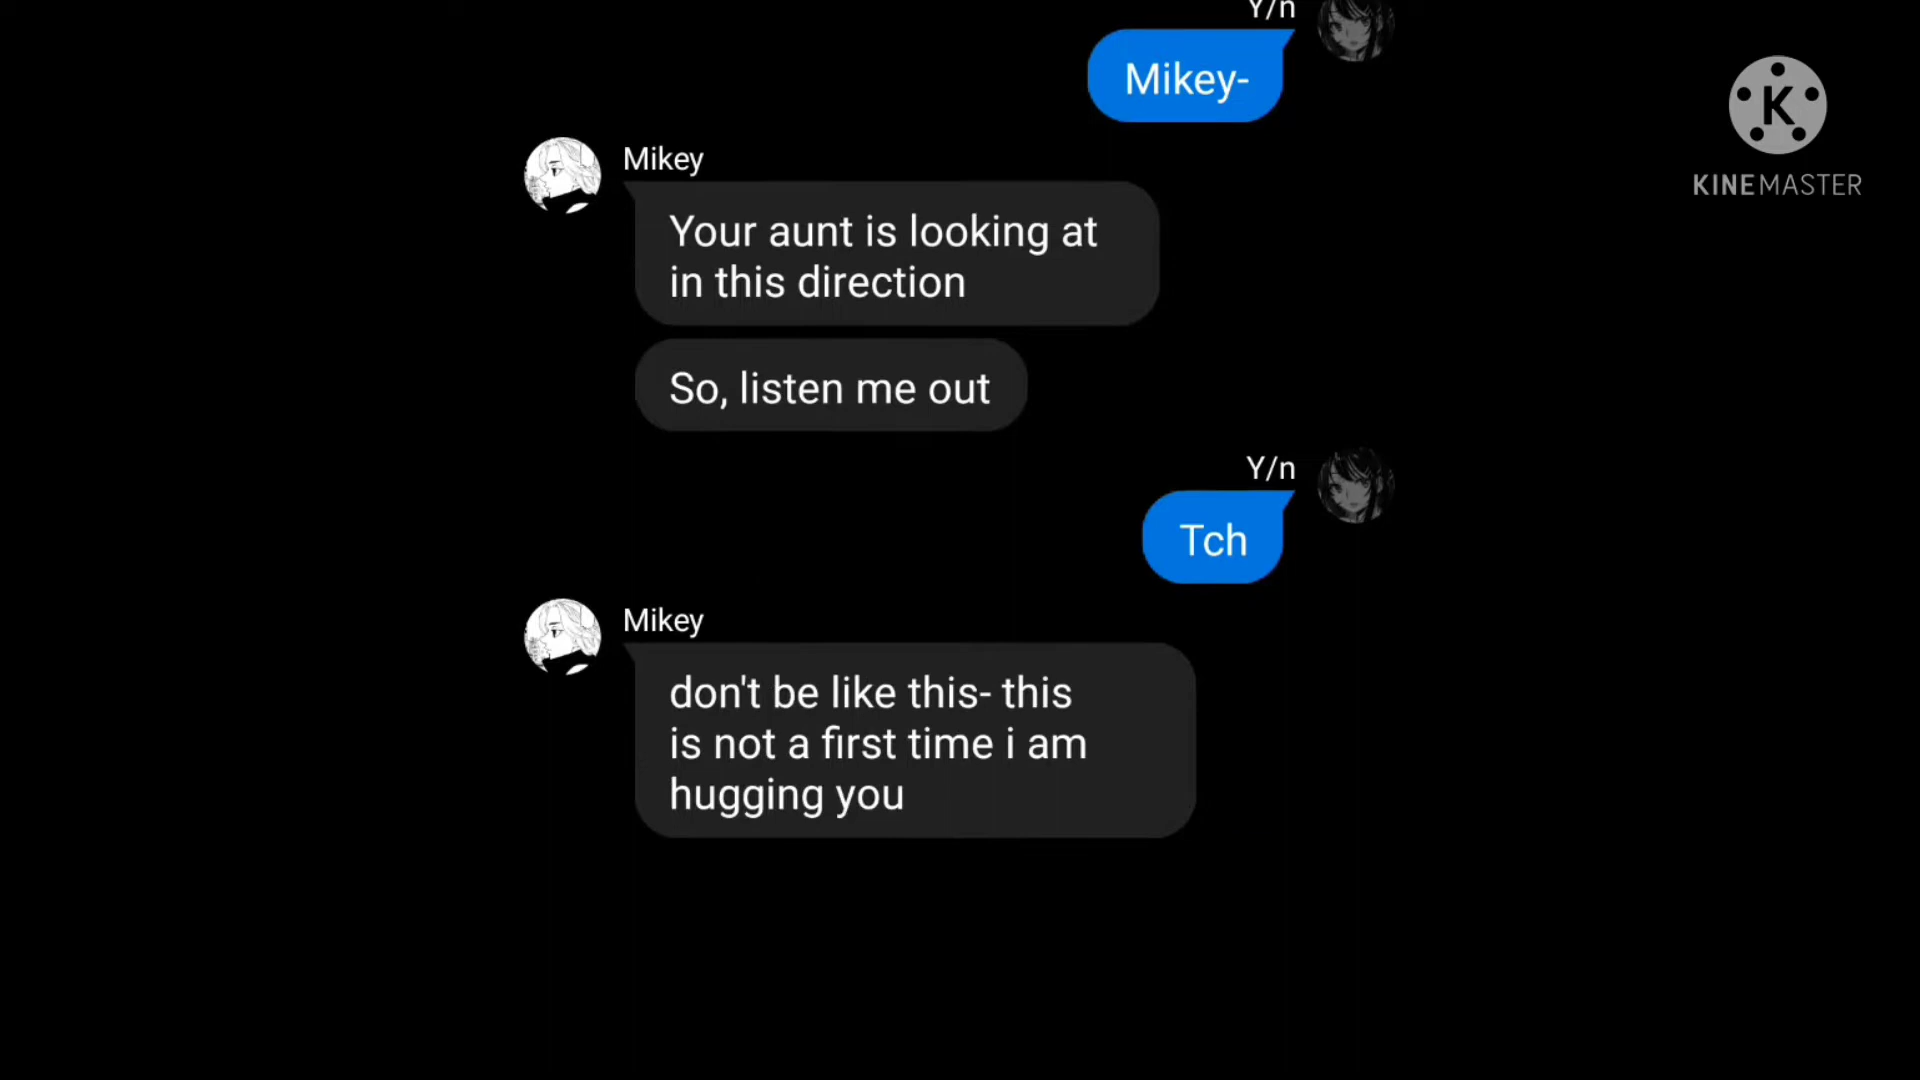 Y/n
Mikey-
Mikey
Your aunt is looking at
in this direction
So, listen me out
Y/n
Tch
Mikey
don't be like this- this
is not a first time i am
hugging you
K
KINEMASTER